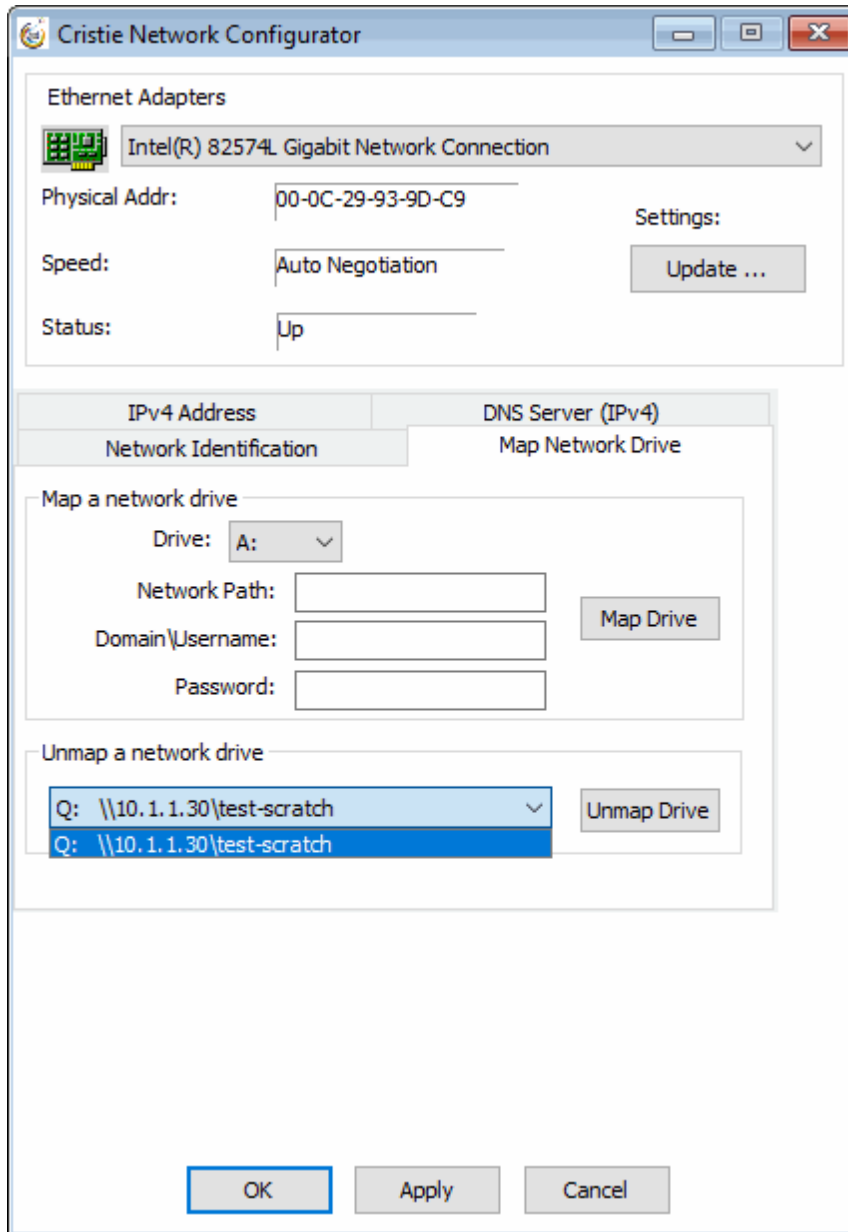 Cristie Network Configurator
Ethernet Adapters
Intel(R) 82574L Gigabit Network Connection
Physical Addr: 00-0C-29-93-9D-C9
Settings:
Speed: Auto Negotiation
Update ...
Status: Up
IPv4 Address DNS Server (IPv4)
Network Identification Map Network Drive
Map a network drive
Drive: A:
Network Path:
Map Drive
Domain\Username:
Password:
Unmap a network drive
Q: \\10.1.1.30\test-scratch Unmap Drive
Q: \\10.1.1.30\test-scratch
OK Apply Cancel